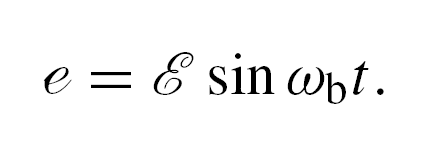 e = ℰ sin ω_b t.